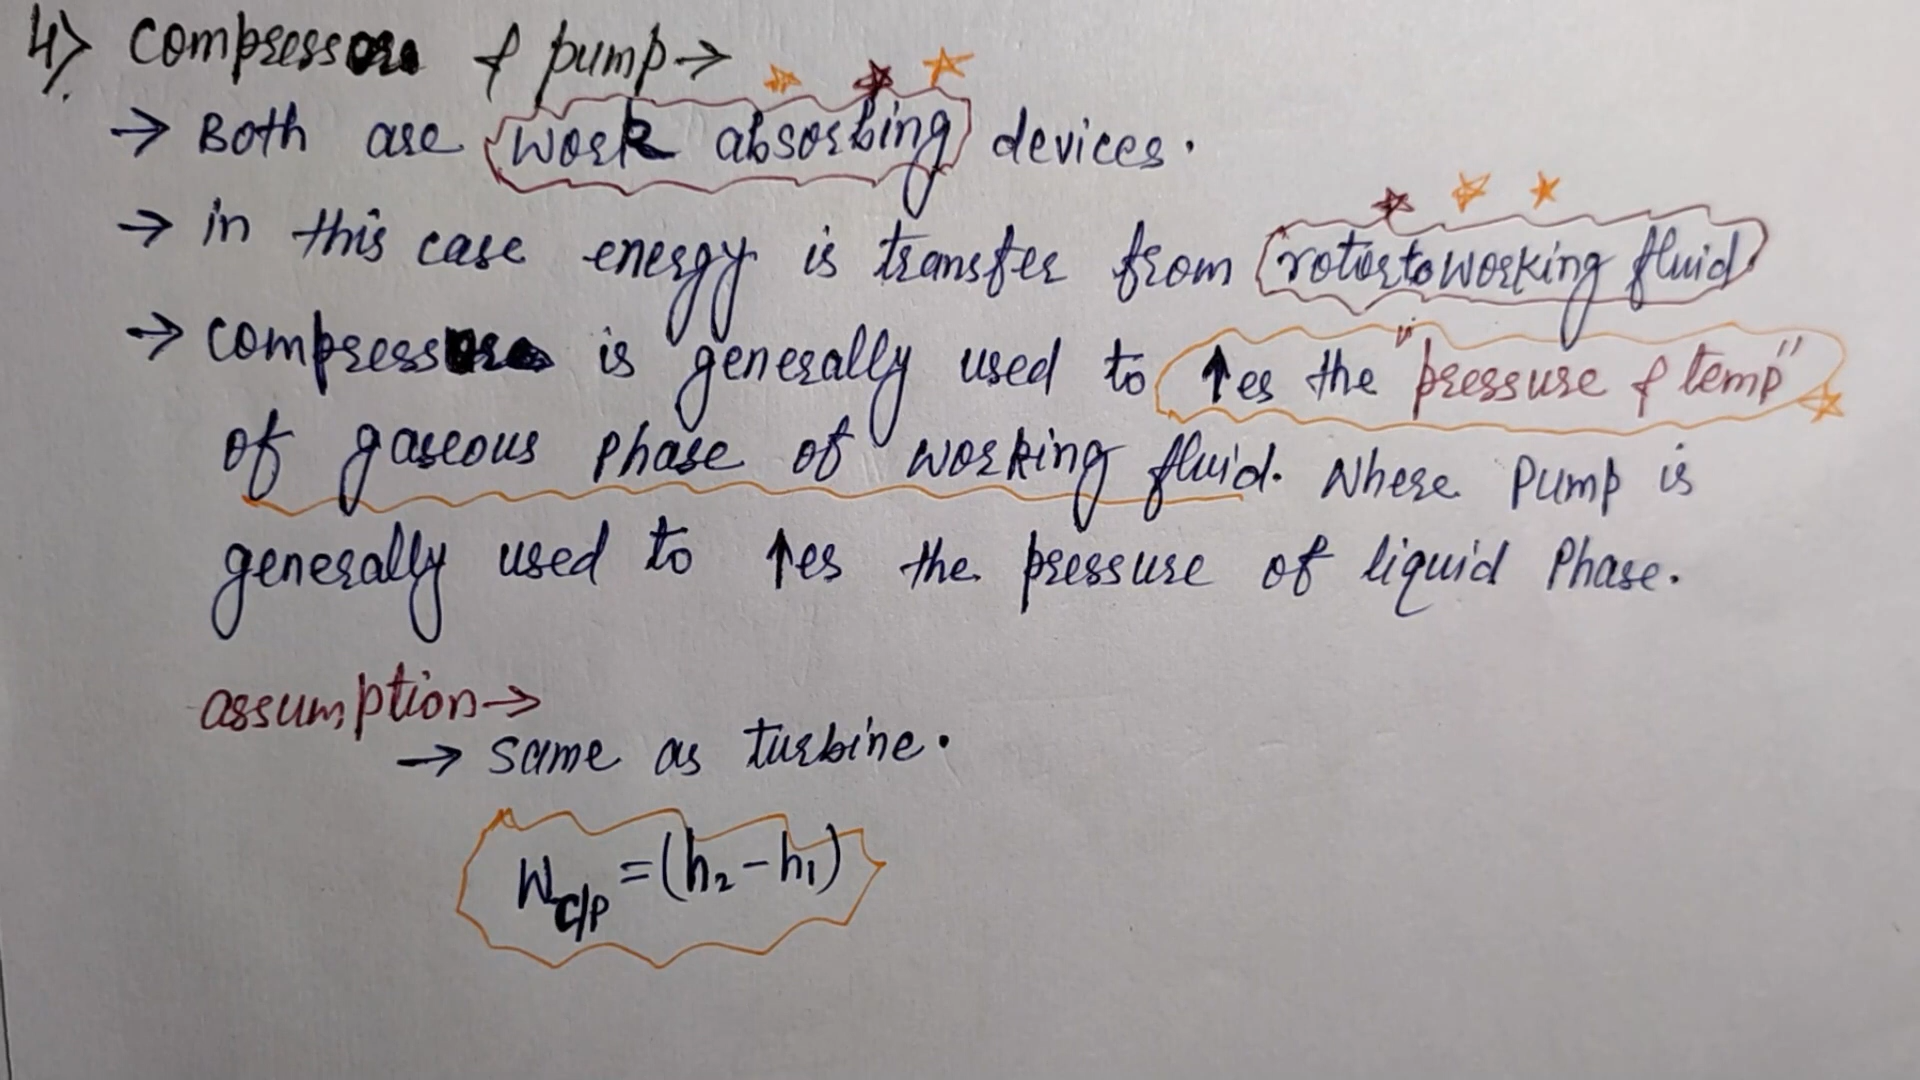 4) Compressor & pump→
→ Both are work absorbing devices.
→ in this case energy is transfer from rotor to working fluid
→ compressor is generally used to ↑es the "pressure & temp"
of gaseous phase of working fluid. Where Pump is
generally used to ↑es the pressure of liquid Phase.
assumption→
→ same as turbine.
W_C/P = (h₂ - h₁)